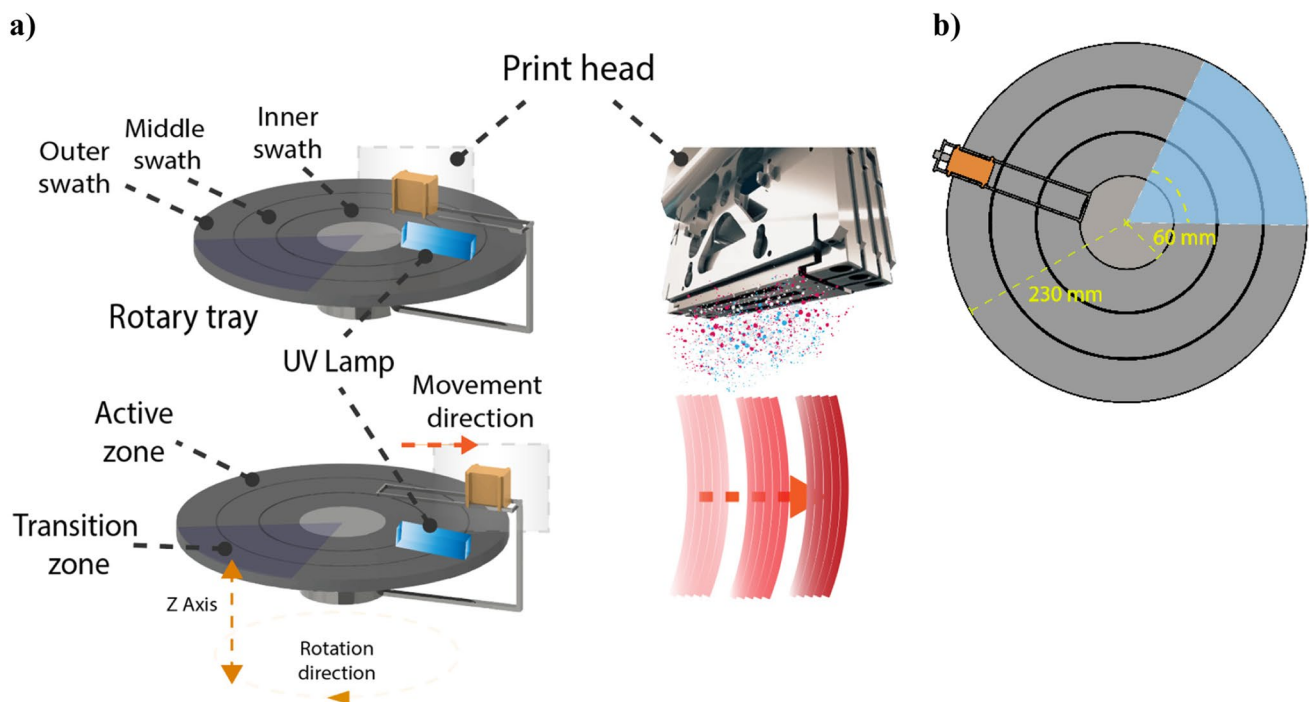 a)
Print head
Inner
swath
Middle
swath
Outer
swath
Rotary tray
UV Lamp
Movement
direction
Active
zone
Transition
zone
Z Axis
Rotation
direction
b)
60 mm
230 mm